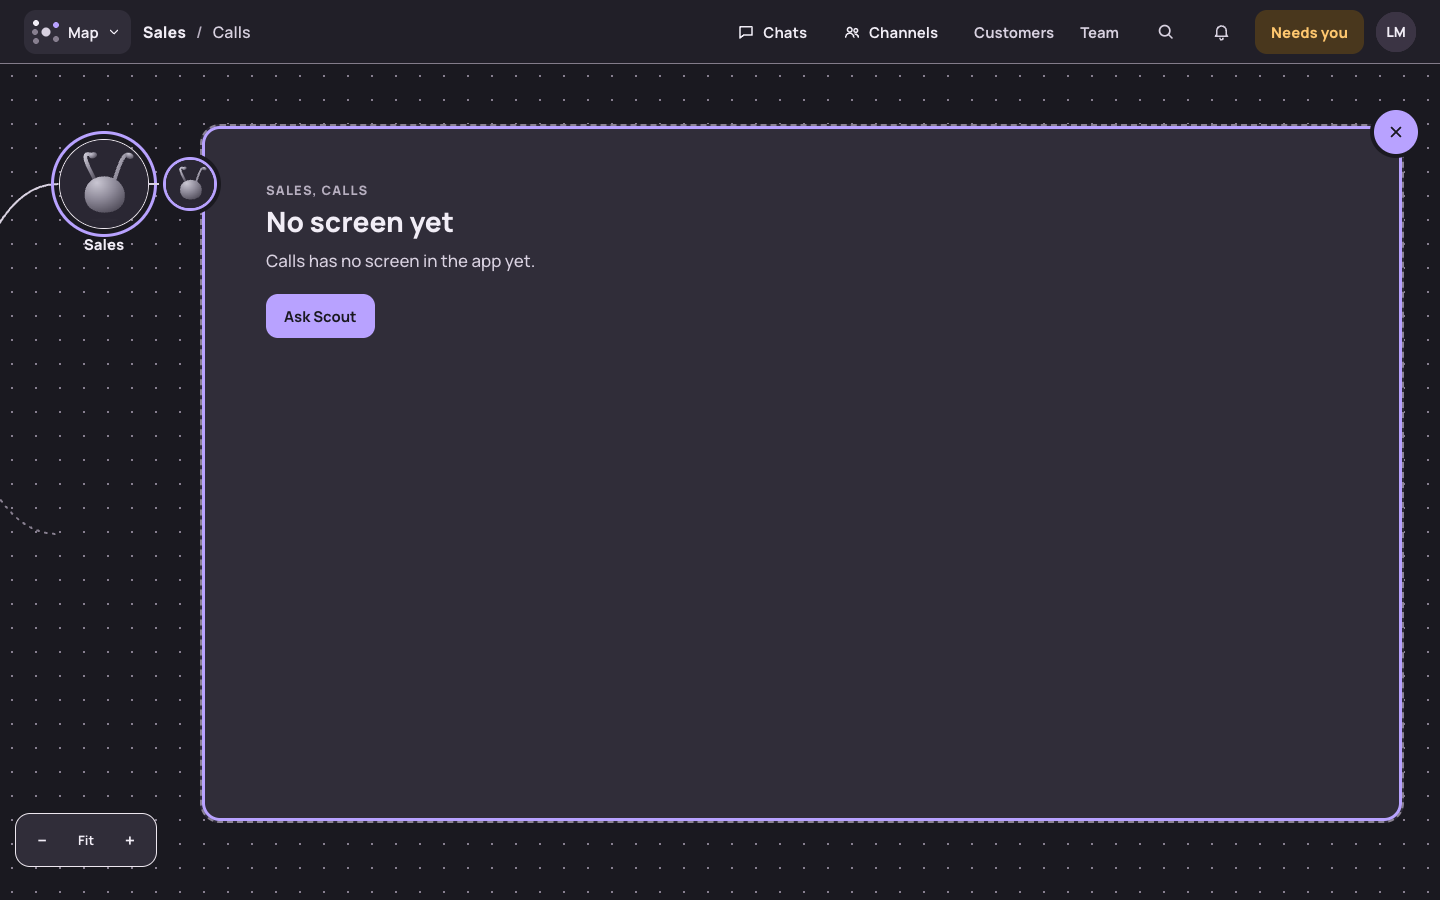 Map
Sales / Calls
Chats
Channels
Customers
Team
Needs you
LM
Sales
SALES, CALLS
No screen yet
Calls has no screen in the app yet.
Ask Scout
− Fit +